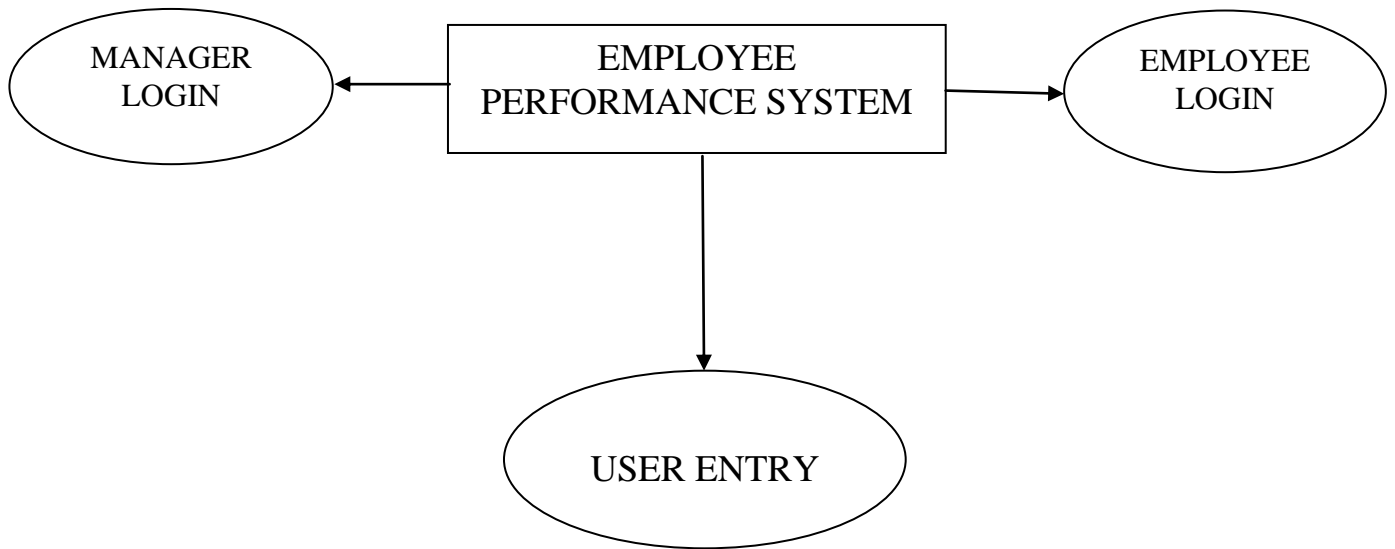 MANAGER
LOGIN
EMPLOYEE
PERFORMANCE SYSTEM
EMPLOYEE
LOGIN
USER ENTRY